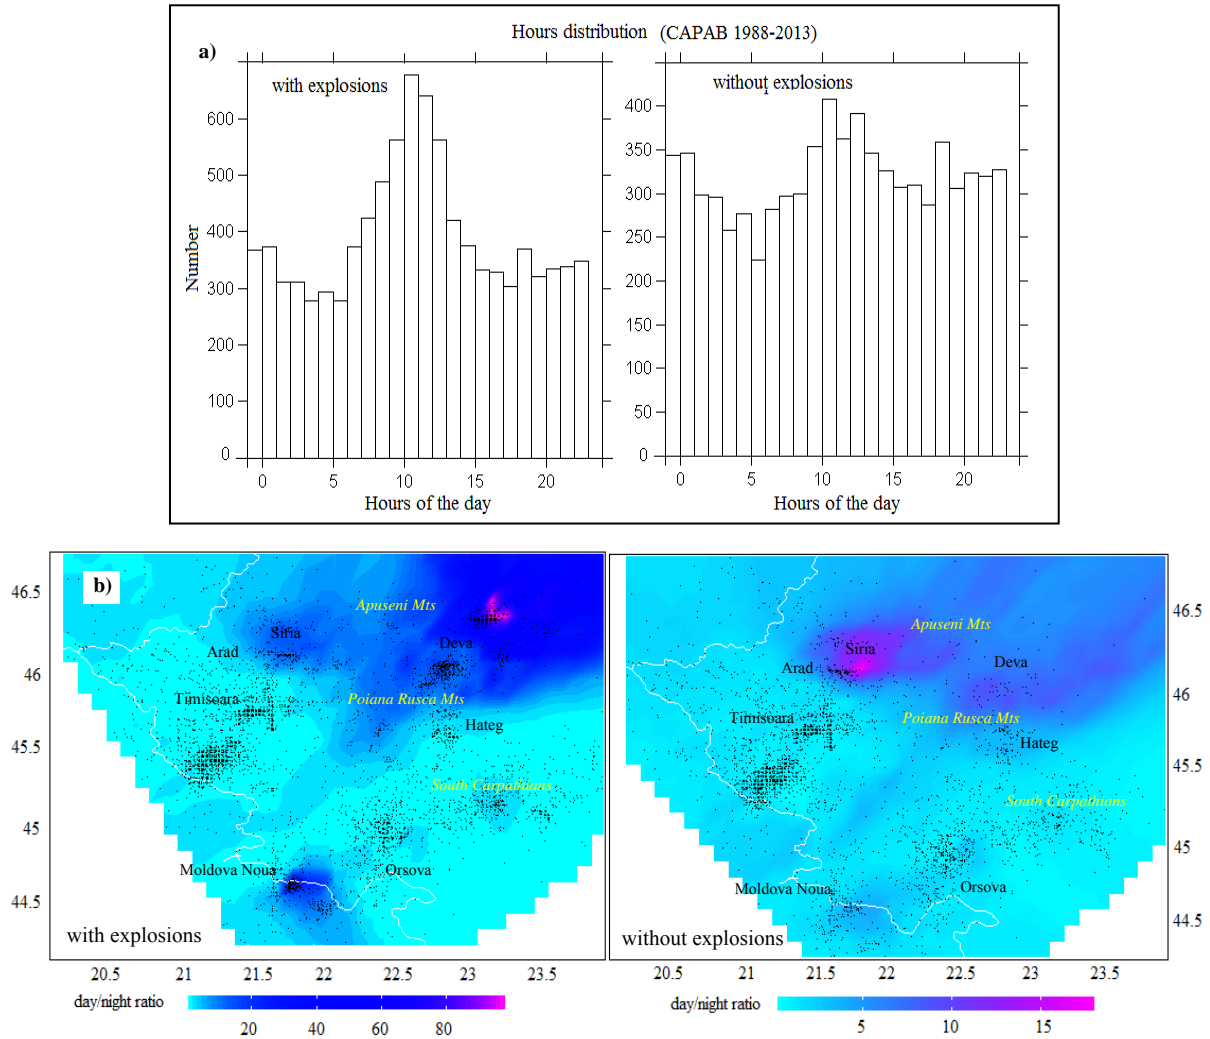 Hours distribution (CAPAB 1988-2013)
a)
with explosions
without explosions
600
500
400
300
200
100
0
Number
0 5 10 15 20
Hours of the day
400
350
300
250
200
150
100
50
0
0 5 10 15 20
Hours of the day
b)
46.5
46
45.5
45
44.5
Apuseni Mts
Siria
Arad
Deva
Timisoara
Poiana Rusca Mts
Hateg
South Carpathians
Moldova Noua
Orsova
with explosions
20.5 21 21.5 22 22.5 23 23.5
day/night ratio
20 40 60 80
Apuseni Mts
Siria
Arad
Deva
Timisoara
Poiana Rusca Mts
Hateg
South Carpathians
Moldova Noua
Orsova
without explosions
46.5
46
45.5
45
44.5
20.5 21 21.5 22 22.5 23 23.5
day/night ratio
5 10 15